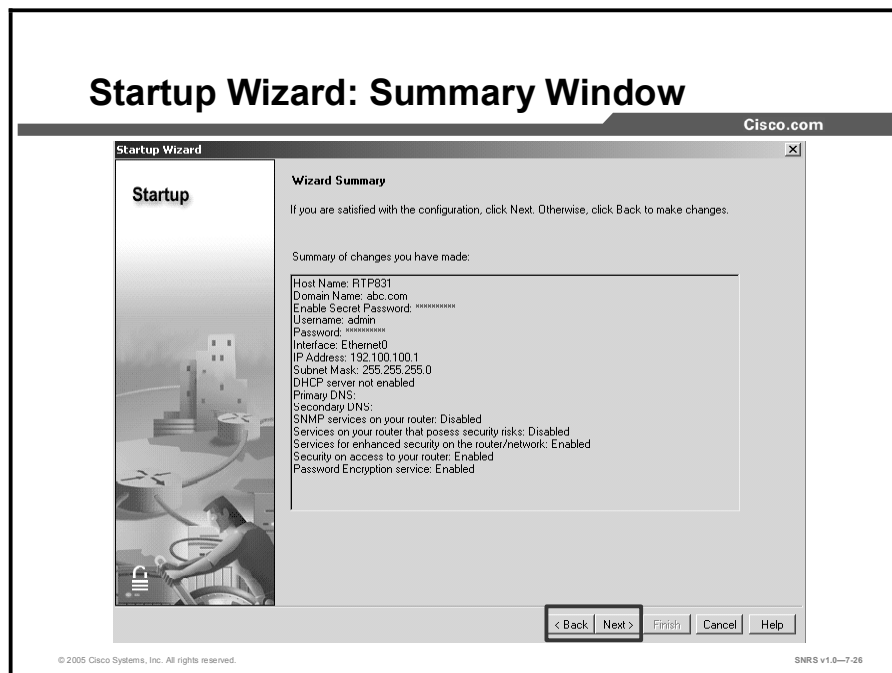 Startup Wizard: Summary Window
Cisco.com
Startup Wizard
Startup
Wizard Summary
If you are satisfied with the configuration, click Next. Otherwise, click Back to make changes.
Summary of changes you have made:
Host Name: RTP831
Domain Name: abc.com
Enable Secret Password: **********
Username: admin
Password: **********
Interface: Ethernet0
IP Address: 192.100.100.1
Subnet Mask: 255.255.255.0
DHCP server not enabled
Primary DNS:
Secondary DNS:
SNMP services on your router: Disabled
Services on your router that posess security risks: Disabled
Services for enhanced security on the router/network: Enabled
Security on access to your router: Enabled
Password Encryption service: Enabled
< Back Next > Finish Cancel Help
© 2005 Cisco Systems, Inc. All rights reserved.
SNRS v1.0—7-26